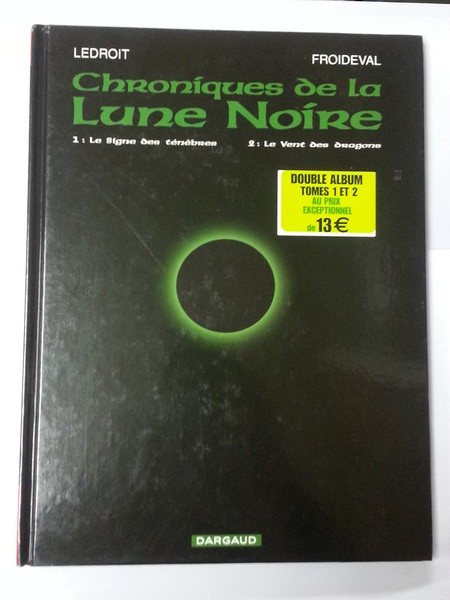 LEDROIT FROIDEVAL
Chroniques de la
Lune Noire
1 : Le Signe des ténèbres 2 : Le Vent des dragons
DOUBLE ALBUM
TOMES 1 ET 2
AU PRIX
EXCEPTIONNEL
de 13 €
DARGAUD